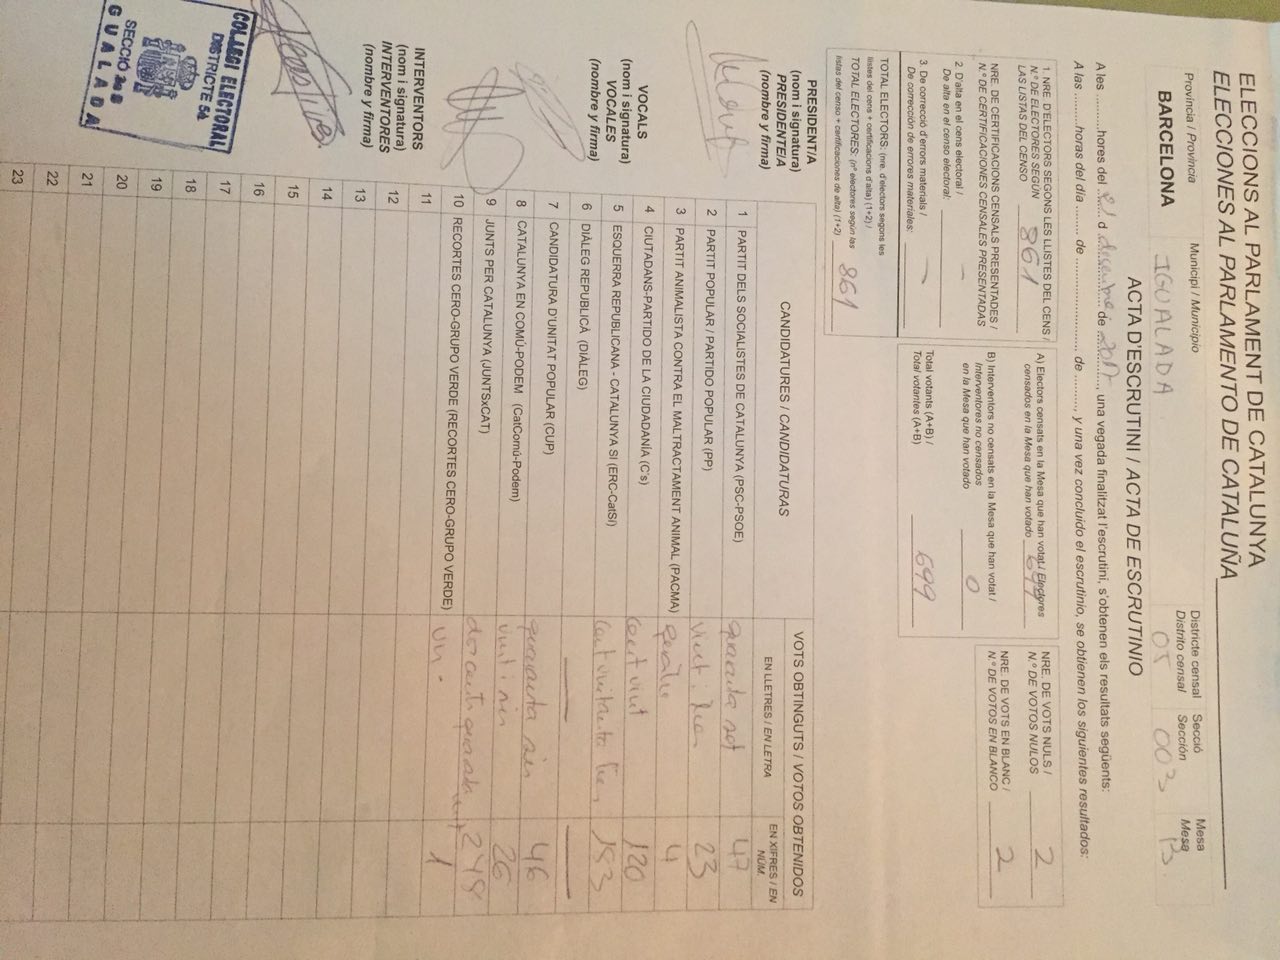 ELECCIONS AL PARLAMENT DE CATALUNYA
ELECCIONES AL PARLAMENTO DE CATALUÑA
Província / Provincia
Municipi / Municipio
Districte censal
Distrito censal
Secció
Sección
Mesa
Mesa
BARCELONA
IGUALADA
05
003
B
ACTA D'ESCRUTINI / ACTA DE ESCRUTINIO
A les hores del 21 d desembre de 2017, una vegada finalitzat l'escrutini, s'obtenen els resultats següents:
A las horas del día de de, y una vez concluido el escrutinio, se obtienen los siguientes resultados:
1. NRE. D'ELECTORS SEGONS LES LLISTES DEL CENS /
N.º DE ELECTORES SEGÚN
LAS LISTAS DEL CENSO 861
NRE. DE CERTIFICACIONS CENSALS PRESENTADES /
N.º DE CERTIFICACIONES CENSALES PRESENTADAS
2. D'alta en el cens electoral /
De alta en el censo electoral: —
3. De correcció d'errors materials /
De corrección de errores materiales: —
TOTAL ELECTORS: (nre. d'electors segons les
llistes del cens + certificacions d'alta) (1+2) /
TOTAL ELECTORES: (nº electores según las
listas del censo + certificaciones de alta) (1+2) 861
A) Electors censats en la Mesa que han votat / Electores
censados en la Mesa que han votado 699
B) Interventors no censats en la Mesa que han votat /
Interventores no censados
en la Mesa que han votado 0
Total votants (A+B) /
Total votantes (A+B) 699
NRE. DE VOTS NULS /
N.º DE VOTOS NULOS 2
NRE. DE VOTS EN BLANC /
N.º DE VOTOS EN BLANCO 2
PRESIDENT/A
(nom i signatura)
PRESIDENTE/A
(nombre y firma)
VOCALS
(nom i signatura)
VOCALES
(nombre y firma)
INTERVENTORS
(nom i signatura)
INTERVENTORES
(nombre y firma)
COL·LEGI ELECTORAL
DISTRICTE 5è
SECCIÓ 3 B
IGUALADA
CANDIDATURES / CANDIDATURAS
VOTS OBTINGUTS / VOTOS OBTENIDOS
EN LLETRES / EN LETRA
EN XIFRES / EN NÚM.
1 PARTIT DELS SOCIALISTES DE CATALUNYA (PSC-PSOE) quaranta set 47
2 PARTIT POPULAR / PARTIDO POPULAR (PP) vint-i-tres 23
3 PARTIT ANIMALISTA CONTRA EL MALTRACTAMENT ANIMAL (PACMA) quatre 4
4 CIUTADANS-PARTIDO DE LA CIUDADANÍA (C's) cent vint 120
5 ESQUERRA REPUBLICANA - CATALUNYA SÍ (ERC-CatSí) cent vuitanta tres 183
6 DIÀLEG REPUBLICÀ (DIÀLEG) — —
7 CANDIDATURA D'UNITAT POPULAR (CUP) quaranta sis 46
8 CATALUNYA EN COMÚ-PODEM (CatComú-Podem) vint-i-sis 26
9 JUNTS PER CATALUNYA (JUNTSxCAT) dos cents quaranta 248
10 RECORTES CERO-GRUPO VERDE (RECORTES CERO-GRUPO VERDE) un 1
11
12
13
14
15
16
17
18
19
20
21
22
23